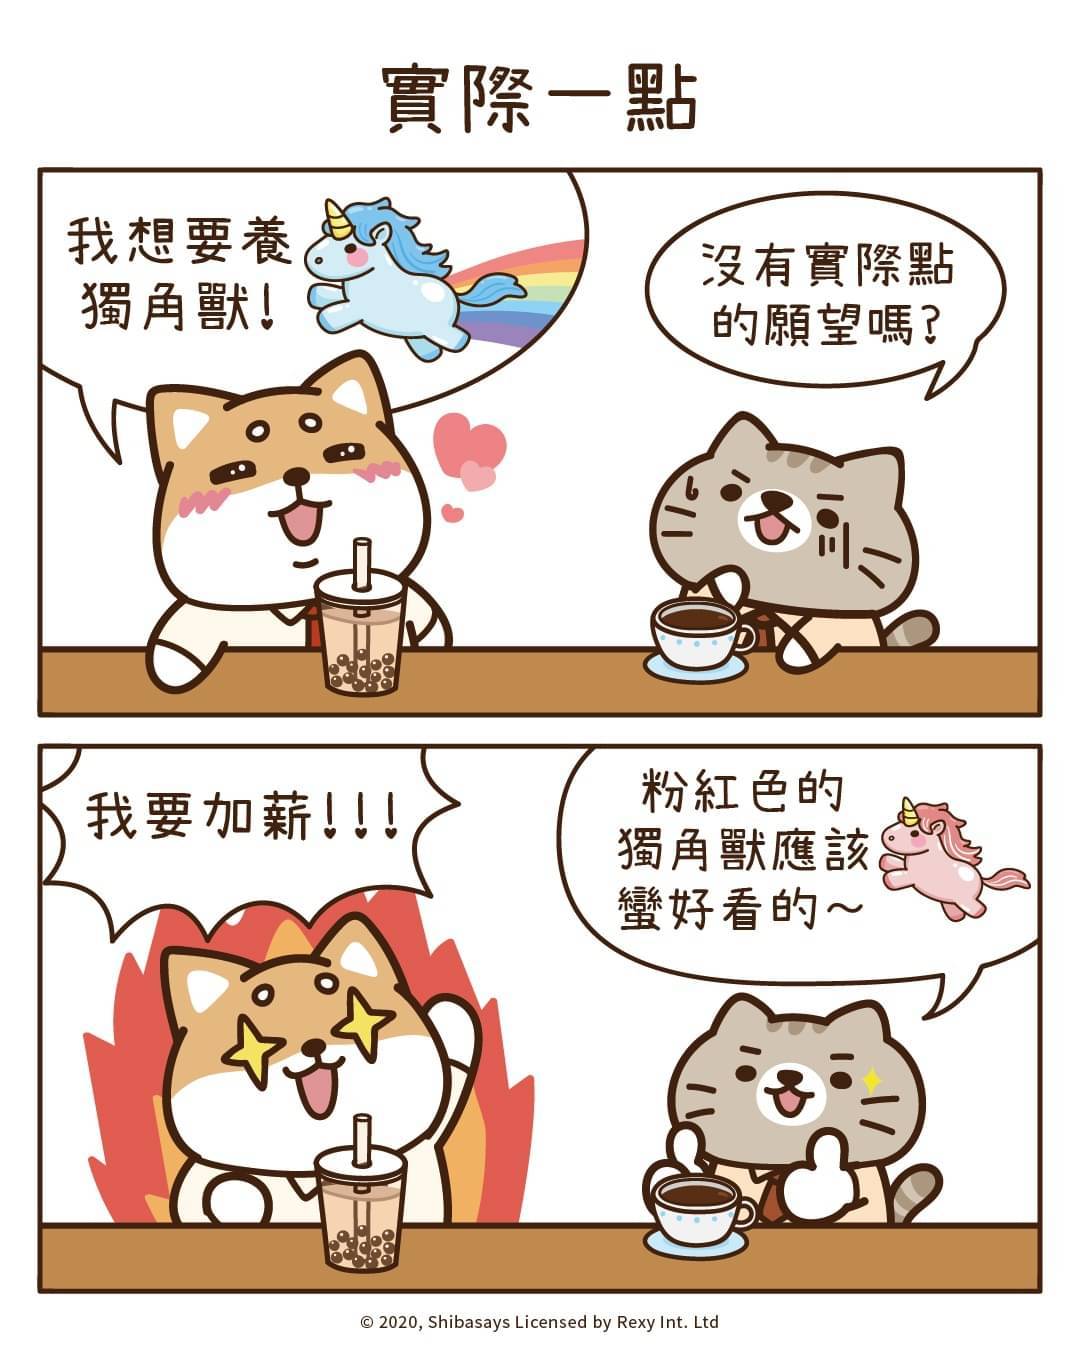 實際一點
我想要養
獨角獸!
沒有實際點
的願望嗎?
我要加薪!!!
粉紅色的
獨角獸應該
蠻好看的~
© 2020, Shibasays Licensed by Rexy Int. Ltd